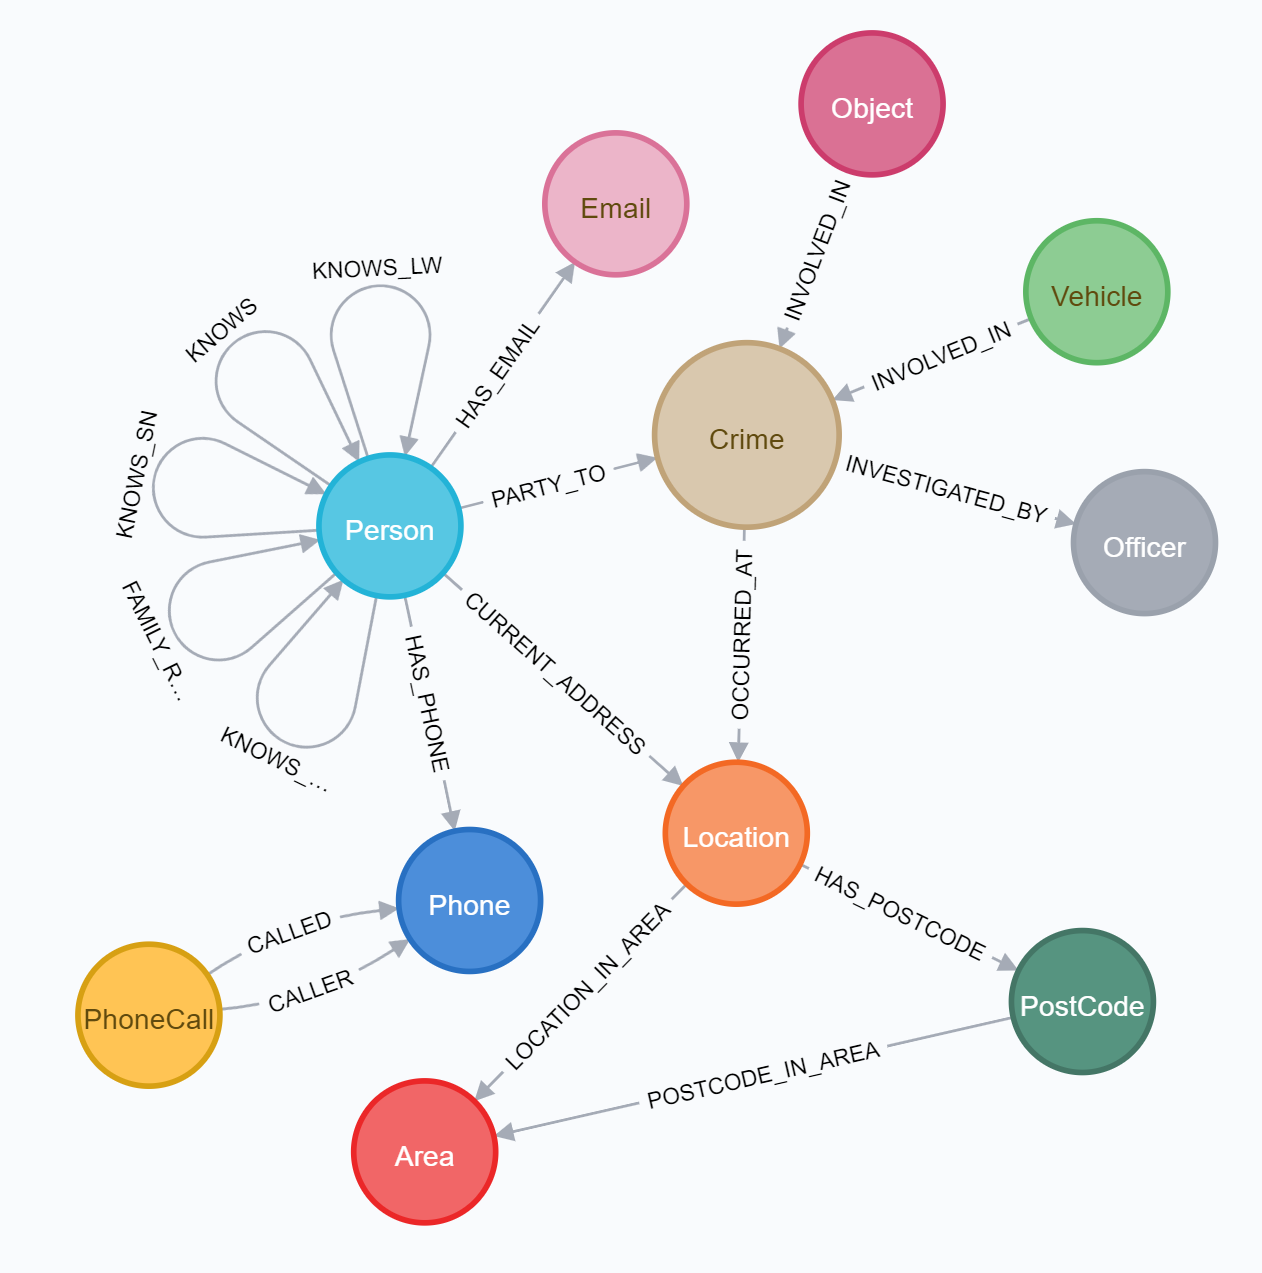 Object
Email
INVOLVED_IN
KNOWS_LW
Vehicle
KNOWS
HAS_EMAIL
INVOLVED_IN
Crime
KNOWS_SN
PARTY_TO
INVESTIGATED_BY
Person
Officer
FAMILY_R...
CURRENT_ADDRESS
OCCURRED_AT
HAS_PHONE
KNOWS_...
Location
HAS_POSTCODE
Phone
CALLED
LOCATION_IN_AREA
CALLER
PhoneCall
PostCode
POSTCODE_IN_AREA
Area